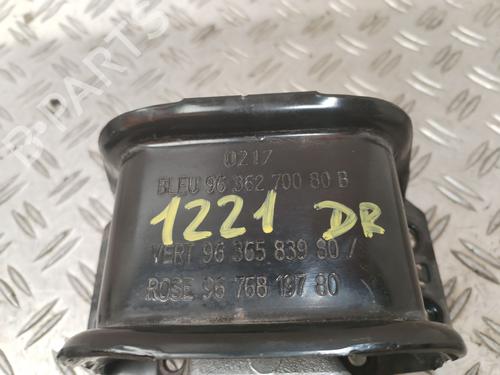 B-PARTS
0217
BLEU 96 362 700 80 B
1221 DR
VERT 96 365 839 80 /
ROSE 96 768 197 80